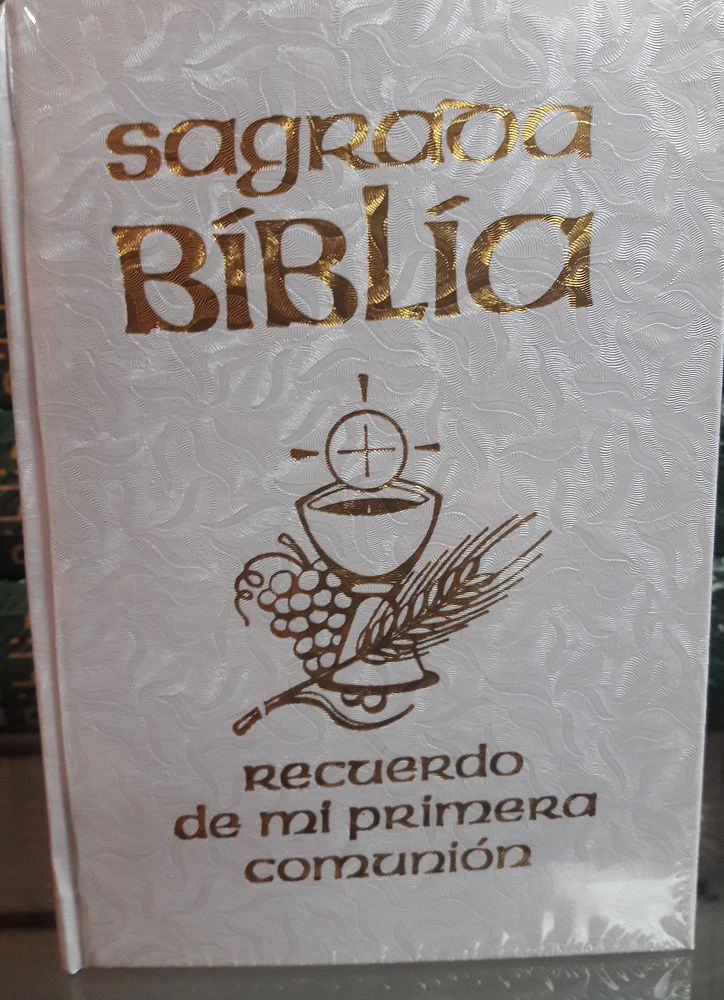 sagrada
BÍBLÍA
recuerdo
de mi primera
comunión